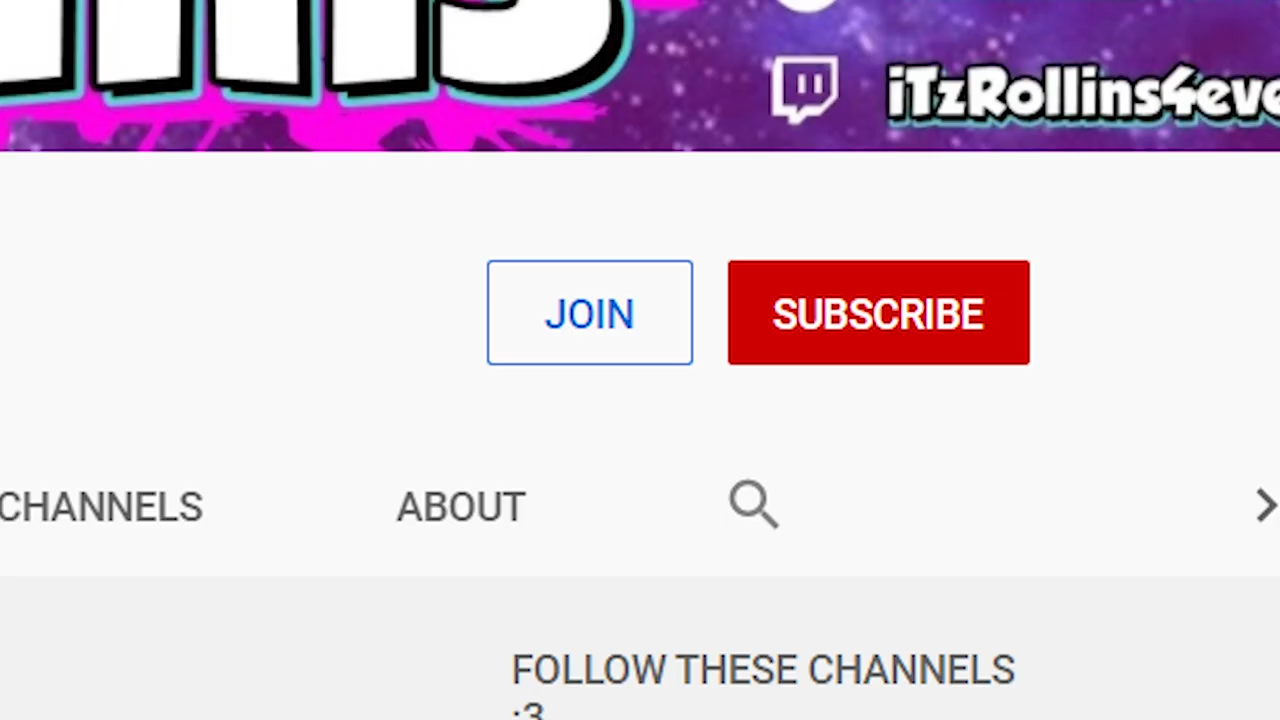 iTzRollins4eve
JOIN SUBSCRIBE
CHANNELS ABOUT
FOLLOW THESE CHANNELS
:3